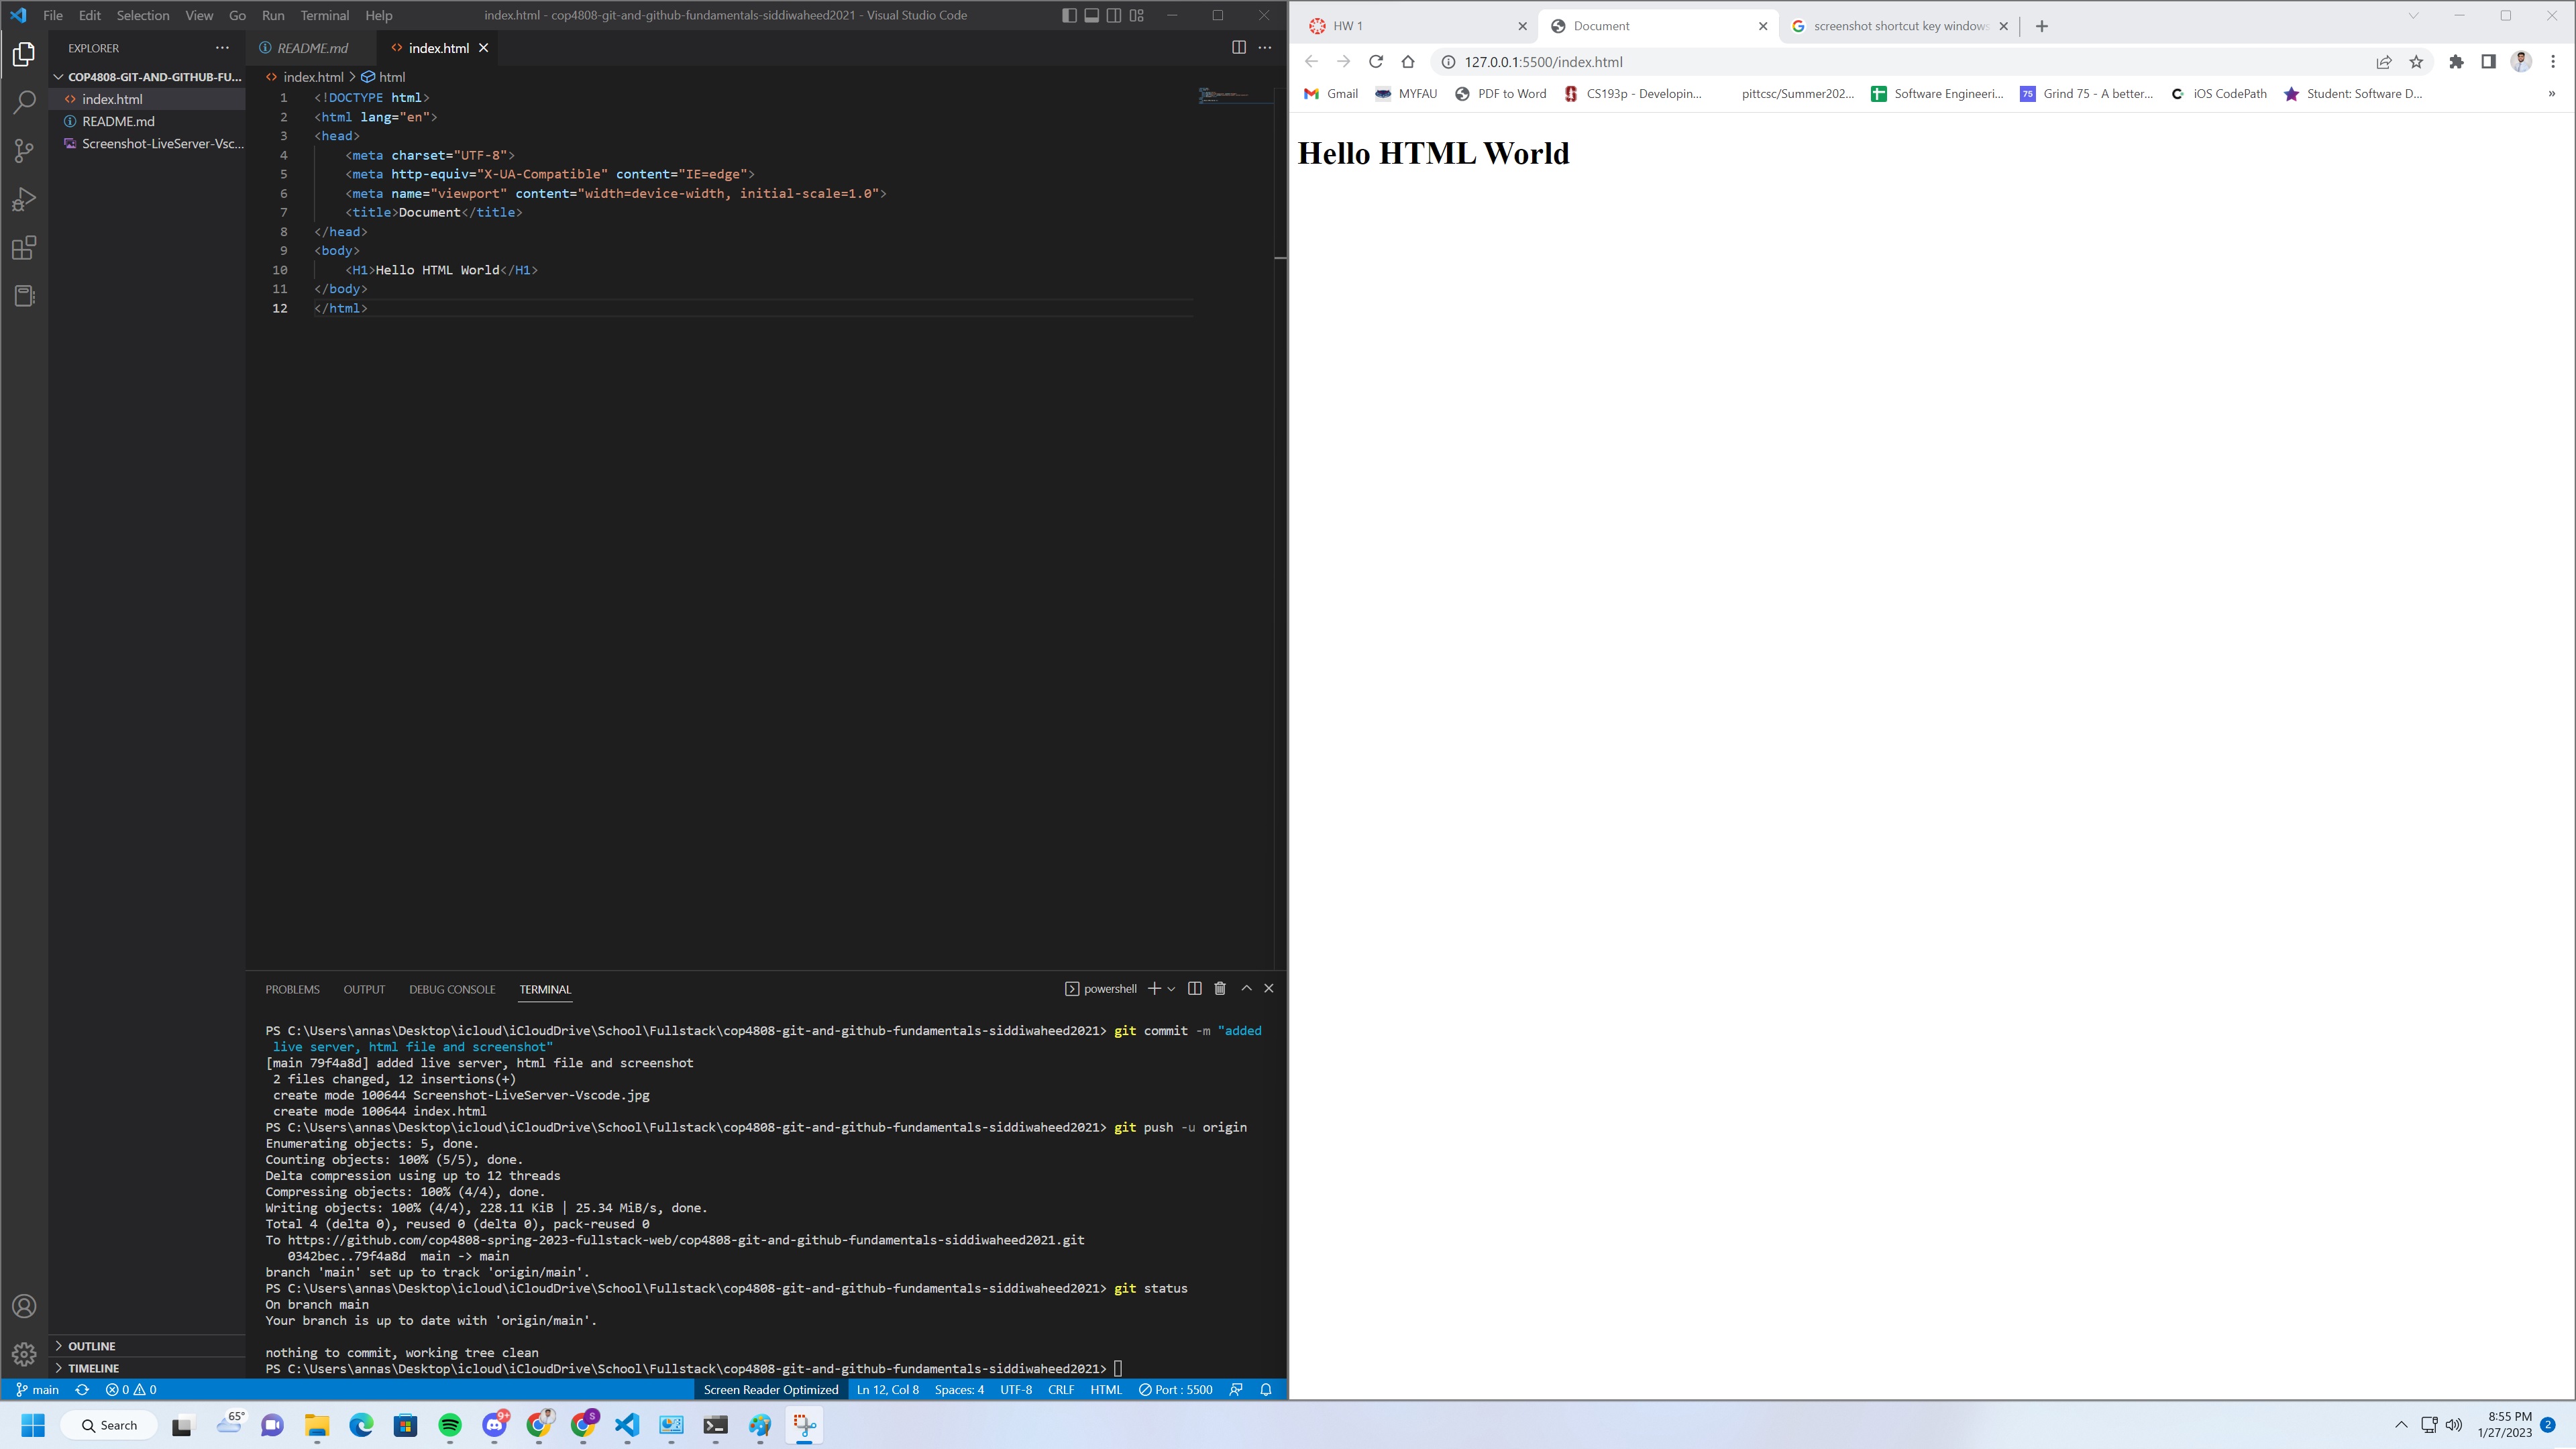 File Edit Selection View Go Run Terminal Help
index.html - cop4808-git-and-github-fundamentals-siddiwaheed2021 - Visual Studio Code
EXPLORER
COP4808-GIT-AND-GITHUB-FU...
index.html
README.md
Screenshot-LiveServer-Vsc...
OUTLINE
TIMELINE
README.md
index.html
index.html > html
1 <!DOCTYPE html>
2 <html lang="en">
3 <head>
4 <meta charset="UTF-8">
5 <meta http-equiv="X-UA-Compatible" content="IE=edge">
6 <meta name="viewport" content="width=device-width, initial-scale=1.0">
7 <title>Document</title>
8 </head>
9 <body>
10 <H1>Hello HTML World</H1>
11 </body>
12 </html>
PROBLEMS OUTPUT DEBUG CONSOLE TERMINAL
powershell
PS C:\Users\annas\Desktop\icloud\iCloudDrive\School\Fullstack\cop4808-git-and-github-fundamentals-siddiwaheed2021> git commit -m "added
live server, html file and screenshot"
[main 79f4a8d] added live server, html file and screenshot
2 files changed, 12 insertions(+)
create mode 100644 Screenshot-LiveServer-Vscode.jpg
create mode 100644 index.html
PS C:\Users\annas\Desktop\icloud\iCloudDrive\School\Fullstack\cop4808-git-and-github-fundamentals-siddiwaheed2021> git push -u origin
Enumerating objects: 5, done.
Counting objects: 100% (5/5), done.
Delta compression using up to 12 threads
Compressing objects: 100% (4/4), done.
Writing objects: 100% (4/4), 228.11 KiB | 25.34 MiB/s, done.
Total 4 (delta 0), reused 0 (delta 0), pack-reused 0
To https://github.com/cop4808-spring-2023-fullstack-web/cop4808-git-and-github-fundamentals-siddiwaheed2021.git
0342bec..79f4a8d main -> main
branch 'main' set up to track 'origin/main'.
PS C:\Users\annas\Desktop\icloud\iCloudDrive\School\Fullstack\cop4808-git-and-github-fundamentals-siddiwaheed2021> git status
On branch main
Your branch is up to date with 'origin/main'.
nothing to commit, working tree clean
PS C:\Users\annas\Desktop\icloud\iCloudDrive\School\Fullstack\cop4808-git-and-github-fundamentals-siddiwaheed2021>
main 0 0
Screen Reader Optimized Ln 12, Col 8 Spaces: 4 UTF-8 CRLF HTML Port : 5500
HW 1
Document
screenshot shortcut key windows
127.0.0.1:5500/index.html
Gmail MYFAU PDF to Word CS193p - Developin... pittcsc/Summer202... Software Engineeri... 75 Grind 75 - A better... iOS CodePath Student: Software D... »
Hello HTML World
Search
65°
9+
S
8:55 PM
1/27/2023
2